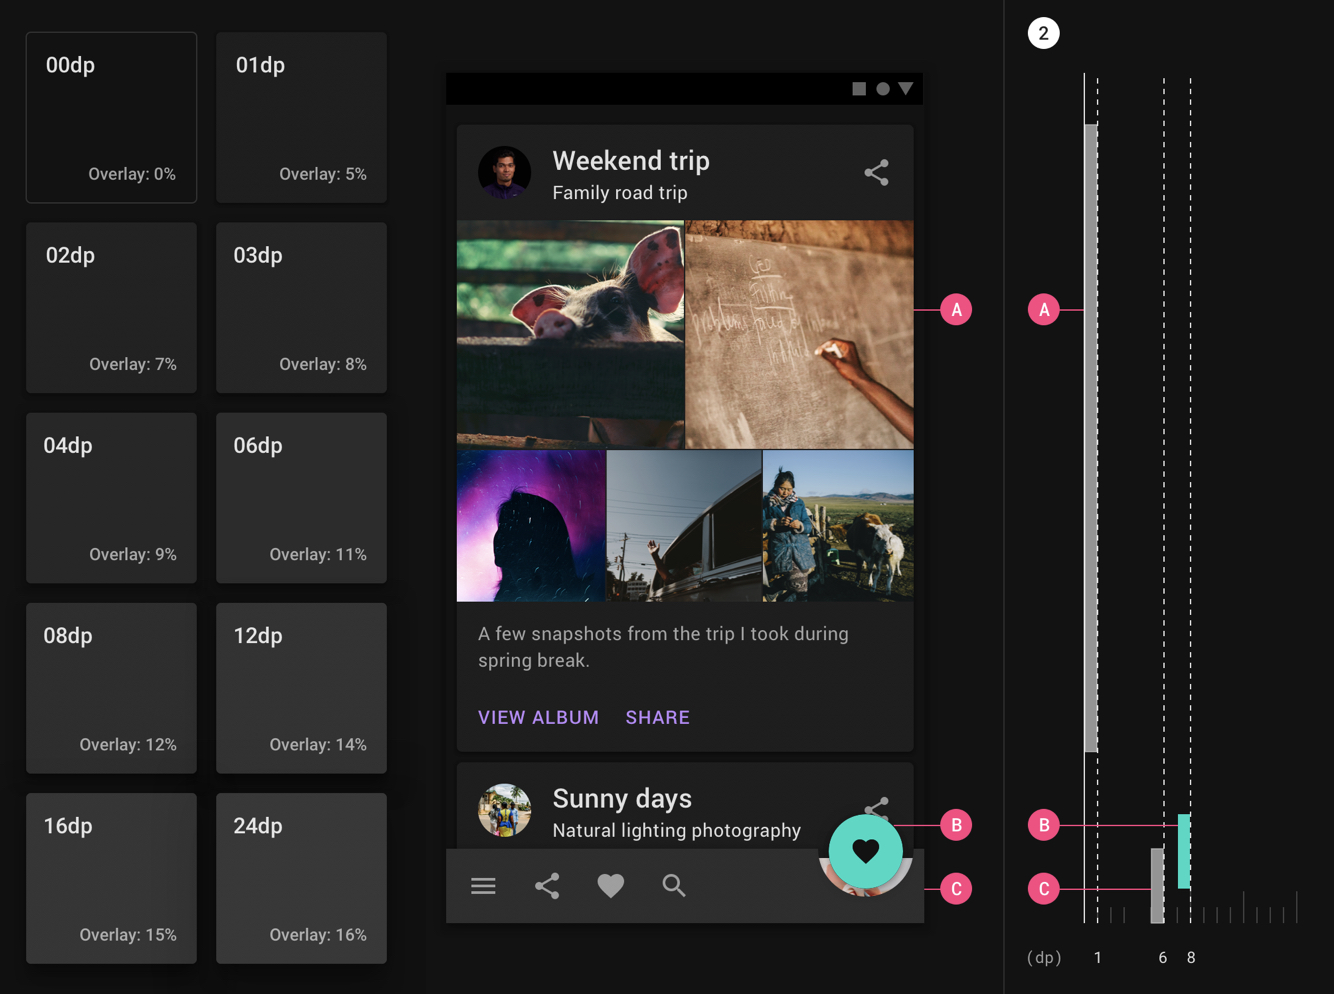 00dp
Overlay: 0%
01dp
Overlay: 5%
02dp
Overlay: 7%
03dp
Overlay: 8%
04dp
Overlay: 9%
06dp
Overlay: 11%
08dp
Overlay: 12%
12dp
Overlay: 14%
16dp
Overlay: 15%
24dp
Overlay: 16%
Weekend trip
Family road trip
A few snapshots from the trip I took during
spring break.
VIEW ALBUM SHARE
Sunny days
Natural lighting photography
A
B
C
2
A
B
C
(dp) 1 6 8